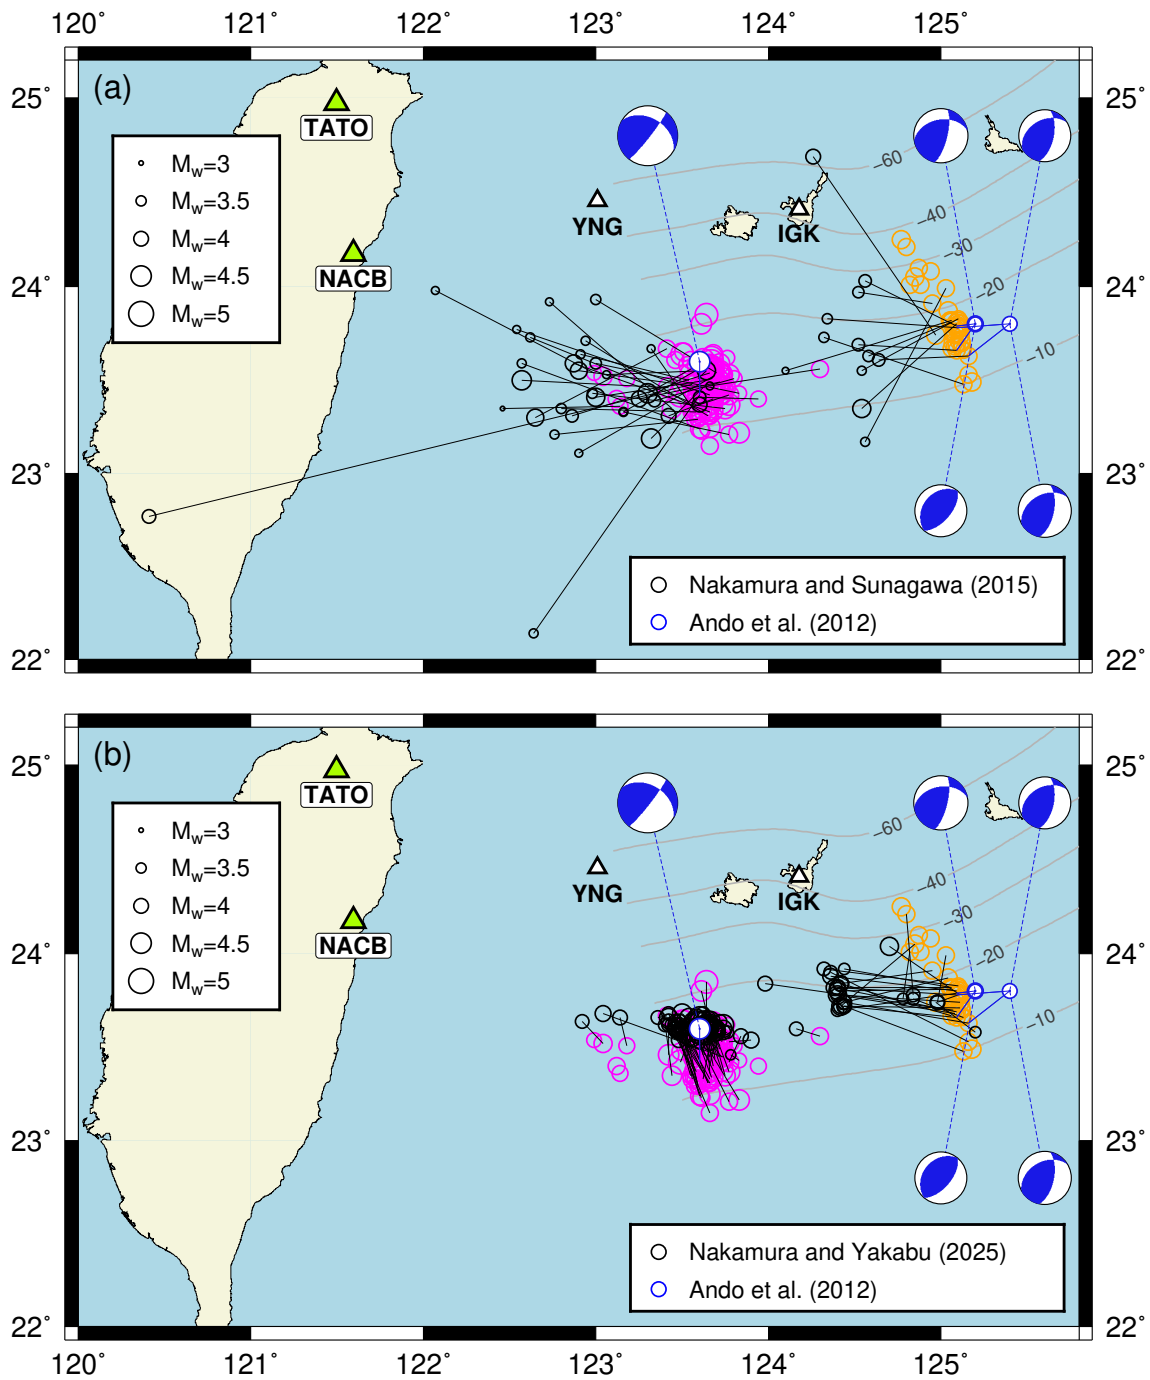 120˚ 121˚ 122˚ 123˚ 124˚ 125˚
(a)
25˚ 25˚
TATO
Mw=3
Mw=3.5
Mw=4
Mw=4.5
Mw=5
−60
−40
−30
−20
−10
YNG
IGK
NACB
24˚ 24˚
23˚ 23˚
Nakamura and Sunagawa (2015)
Ando et al. (2012)
22˚ 22˚
(b)
25˚ 25˚
TATO
Mw=3
Mw=3.5
Mw=4
Mw=4.5
Mw=5
−60
−40
−30
−20
−10
YNG
IGK
NACB
24˚ 24˚
23˚ 23˚
Nakamura and Yakabu (2025)
Ando et al. (2012)
22˚ 22˚
120˚ 121˚ 122˚ 123˚ 124˚ 125˚